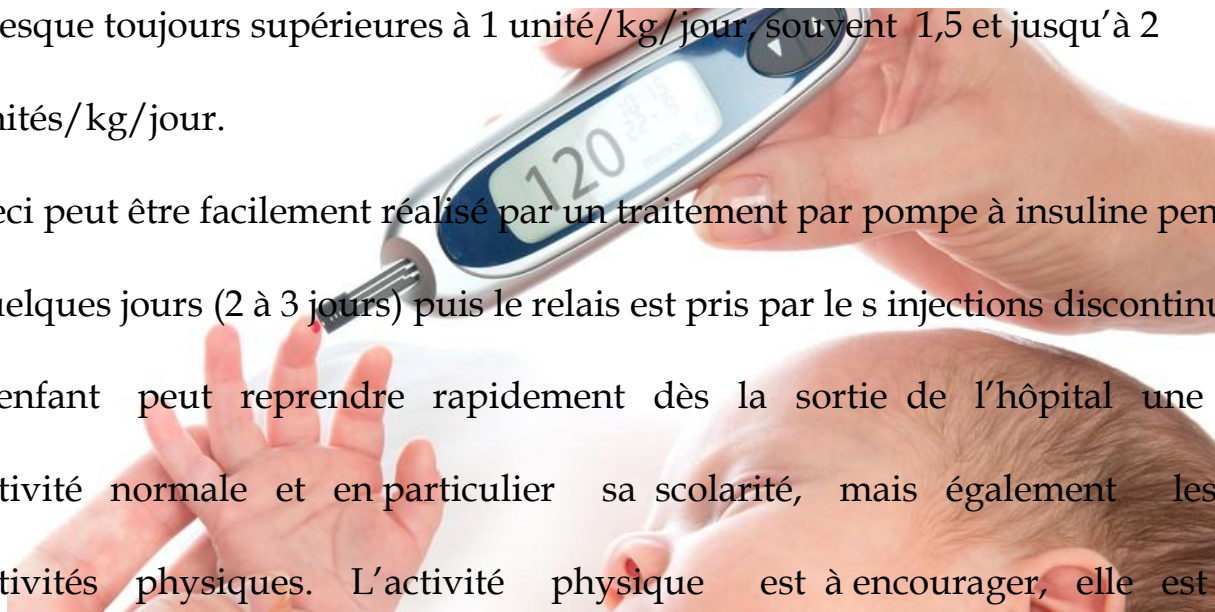 esque toujours supérieures à 1 unité/kg/jour, souvent 1,5 et jusqu’à 2
nités/kg/jour.
eci peut être facilement réalisé par un traitement par pompe à insuline pen
uelques jours (2 à 3 jours) puis le relais est pris par le s injections discontinu
enfant peut reprendre rapidement dès la sortie de l’hôpital une
tivité normale et en particulier sa scolarité, mais également les
tivités physiques. L’activité physique est à encourager, elle est
120